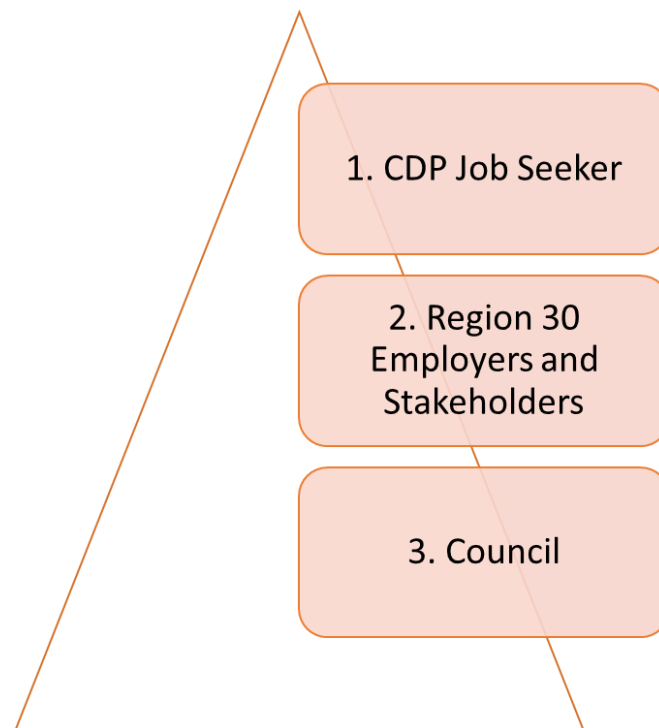 1. CDP Job Seeker
2. Region 30
Employers and
Stakeholders
3. Council